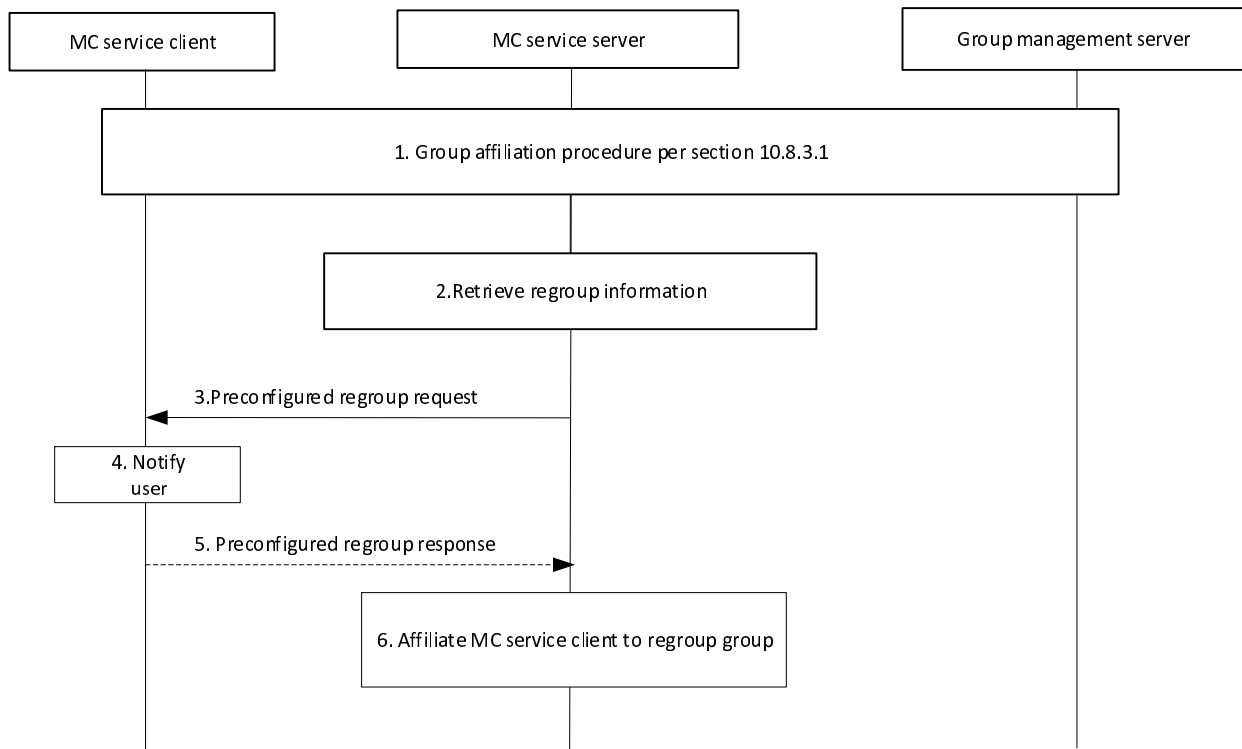 MC service client
MC service server
Group management server
1. Group affiliation procedure per section 10.8.3.1
2.Retrieve regroup information
3.Preconfigured regroup request
4. Notify
user
5. Preconfigured regroup response
6. Affiliate MC service client to regroup group